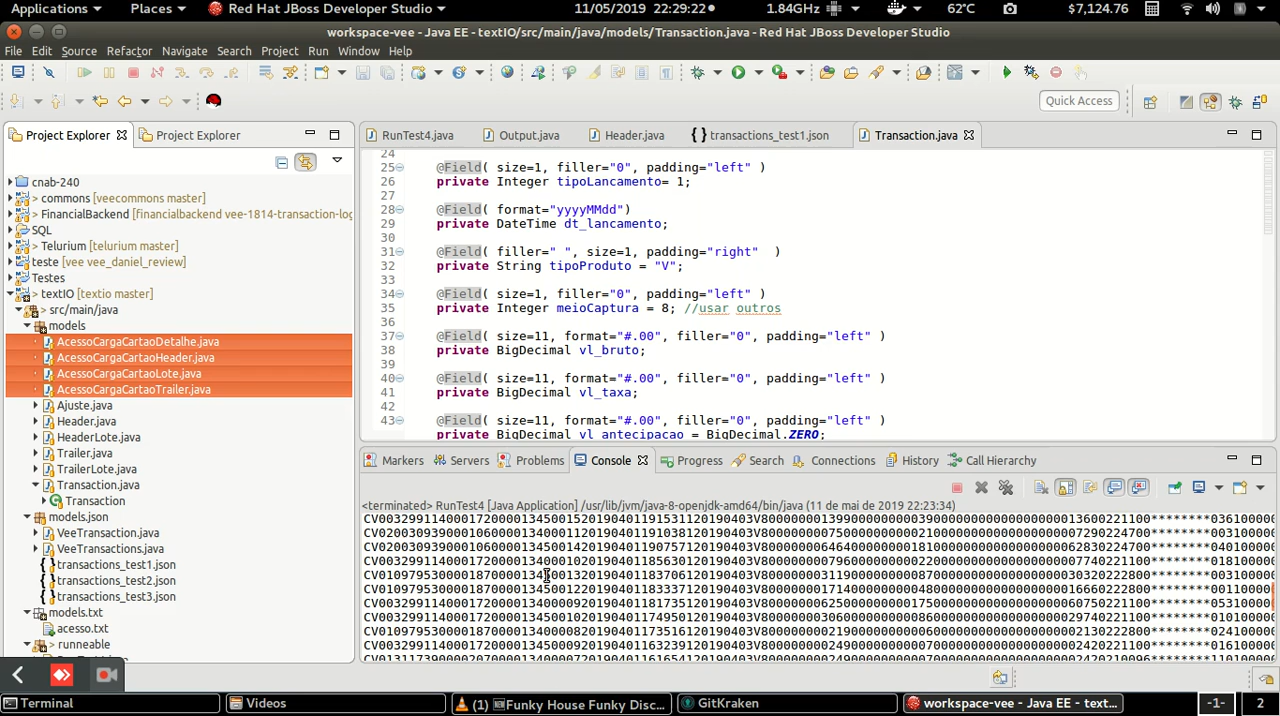 Applications Places Red Hat JBoss Developer Studio 11/05/2019 22:29:22 1.84GHz 62°C $7,124.76
workspace-vee - Java EE - textIO/src/main/java/models/Transaction.java - Red Hat JBoss Developer Studio
File Edit Source Refactor Navigate Search Project Run Window Help
Quick Access
Project Explorer Project Explorer
RunTest4.java Output.java Header.java transactions_test1.json Transaction.java
cnab-240
> commons [veecommons master]
> FinancialBackend [financialbackend vee-1814-transaction-log
SQL
> Telurium [telurium master]
teste [vee vee_daniel_review]
Testes
> textIO [textio master]
> src/main/java
models
AcessoCargaCartaoDetalhe.java
AcessoCargaCartaoHeader.java
AcessoCargaCartaoLote.java
AcessoCargaCartaoTrailer.java
Ajuste.java
Header.java
HeaderLote.java
Trailer.java
TrailerLote.java
Transaction.java
Transaction
models.json
VeeTransaction.java
VeeTransactions.java
transactions_test1.json
transactions_test2.json
transactions_test3.json
models.txt
acesso.txt
> runneable
24
25 @Field( size=1, filler="0", padding="left" )
26 private Integer tipoLancamento= 1;
27
28 @Field( format="yyyyMMdd")
29 private DateTime dt_lancamento;
30
31 @Field( filler=" ", size=1, padding="right" )
32 private String tipoProduto = "V";
33
34 @Field( size=1, filler="0", padding="left" )
35 private Integer meioCaptura = 8; //usar outros
36
37 @Field( size=11, format="#.00", filler="0", padding="left" )
38 private BigDecimal vl_bruto;
39
40 @Field( size=11, format="#.00", filler="0", padding="left" )
41 private BigDecimal vl_taxa;
42
43 @Field( size=11, format="#.00", filler="0", padding="left" )
private BigDecimal vl_antecipacao = BigDecimal.ZERO;
Markers Servers Problems Console Progress Search Connections History Call Hierarchy
<terminated> RunTest4 [Java Application] /usr/lib/jvm/java-8-openjdk-amd64/bin/java (11 de mai de 2019 22:23:34)
Terminal Videos (1) Funky House Funky Disc... GitKraken workspace-vee - Java EE - text... -1- 2